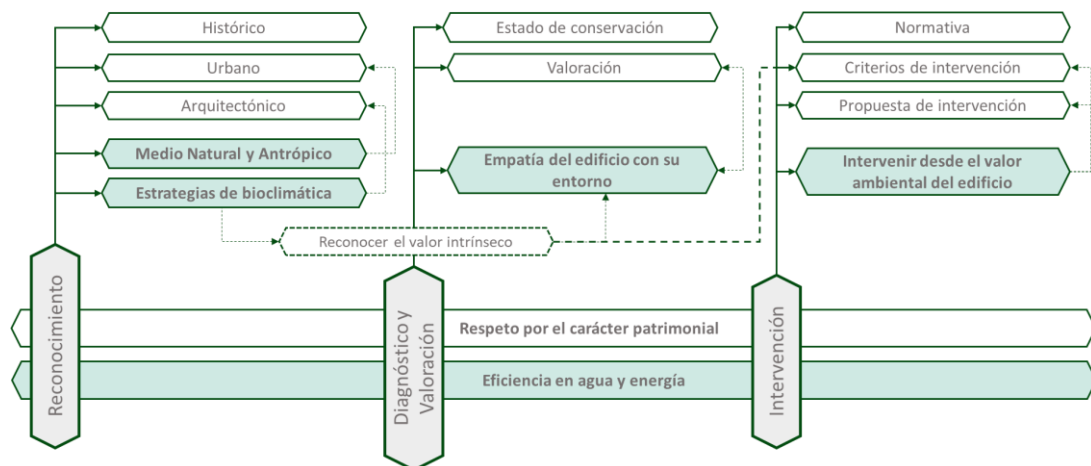 Histórico
Urbano
Arquitectónico
Medio Natural y Antrópico
Estrategias de bioclimática
Estado de conservación
Valoración
Empatía del edificio con su
entorno
Normativa
Criterios de intervención
Propuesta de intervención
Intervenir desde el valor
ambiental del edificio
Reconocer el valor intrínseco
Reconocimiento
Diagnóstico y
Valoración
Intervención
Respeto por el carácter patrimonial
Eficiencia en agua y energía